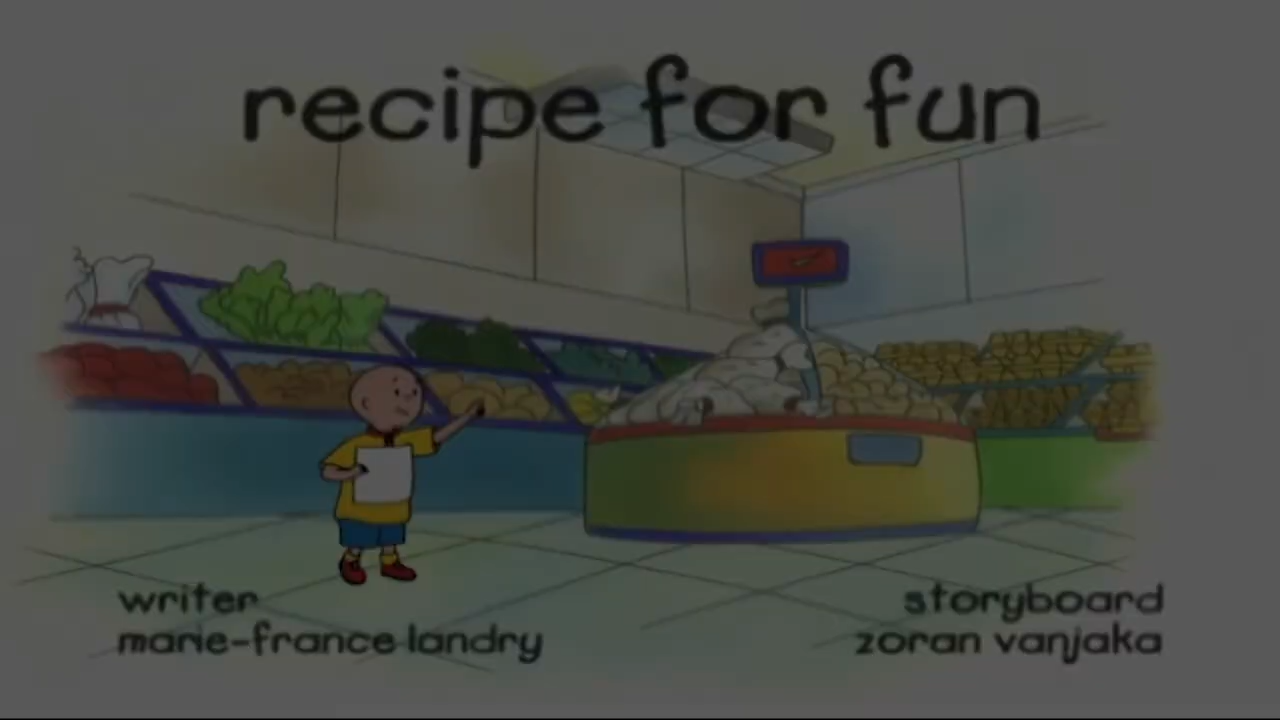 recipe for fun
writer
marie-france landry
storyboard
zoran vanjaka